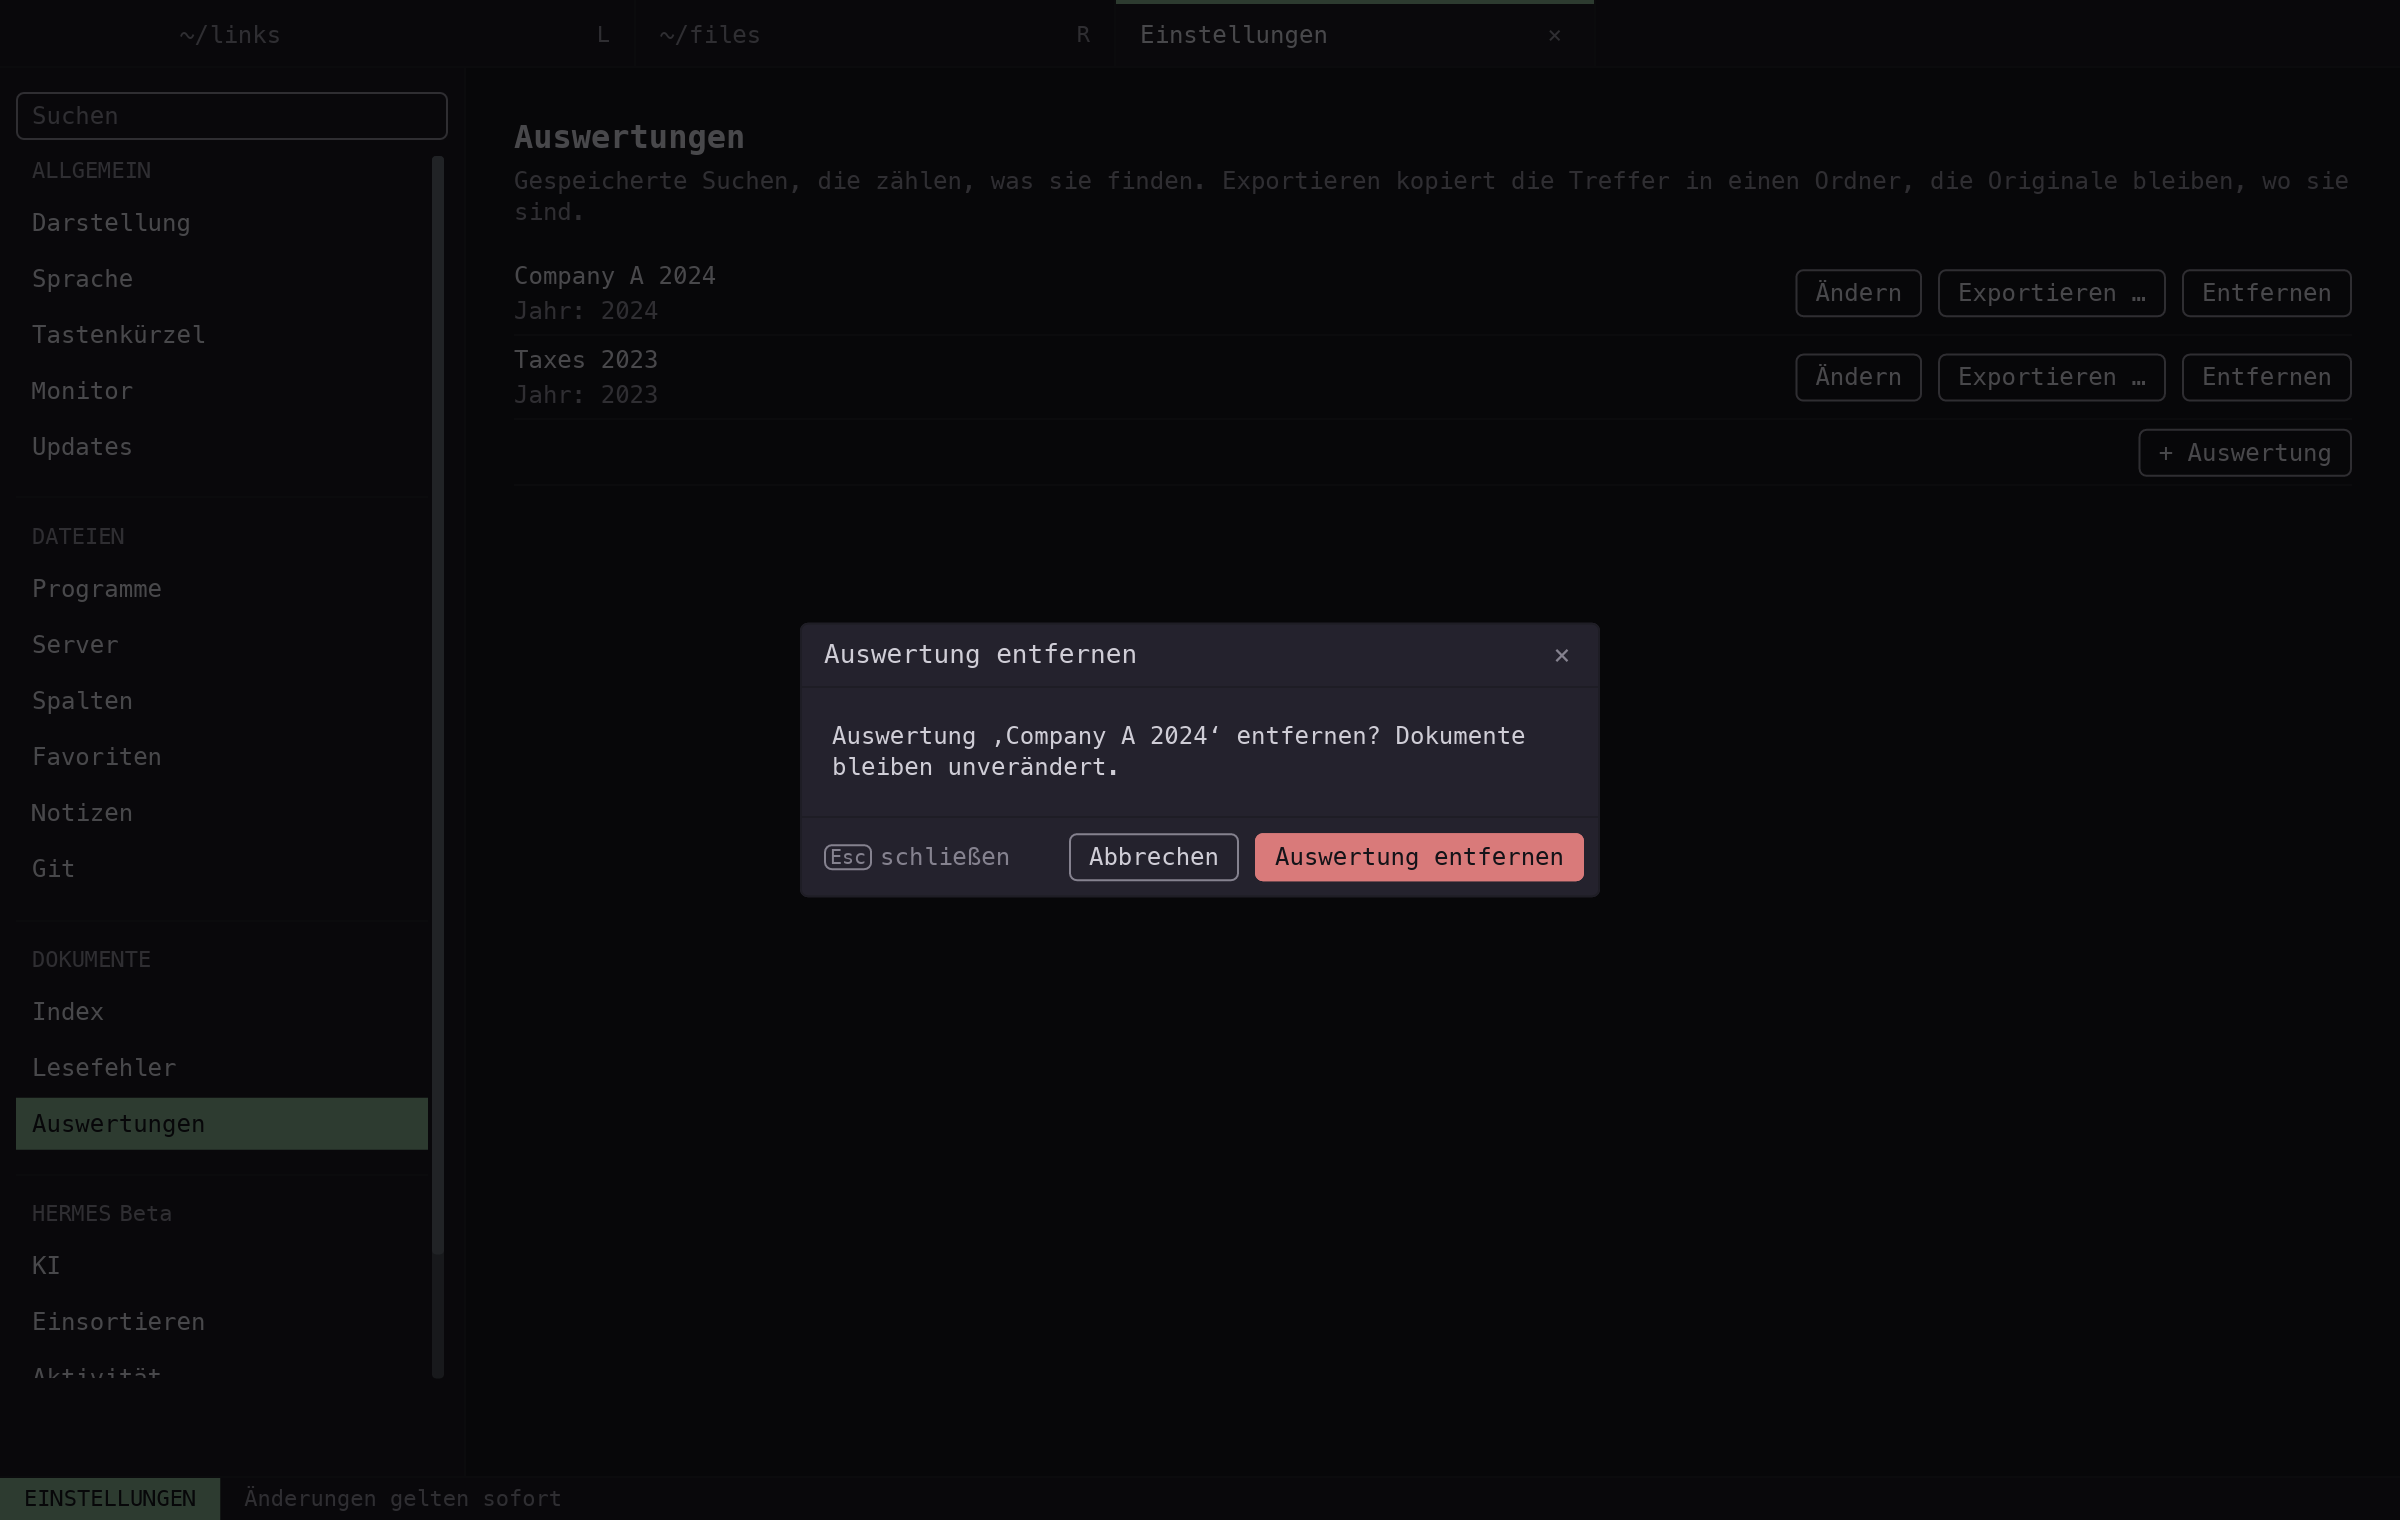 ~/links L ~/files R Einstellungen ×
Suchen
ALLGEMEIN
Darstellung
Sprache
Tastenkürzel
Monitor
Updates
DATEIEN
Programme
Server
Spalten
Favoriten
Notizen
Git
DOKUMENTE
Index
Lesefehler
Auswertungen
HERMES Beta
KI
Einsortieren
Aktivität
Auswertungen
Gespeicherte Suchen, die zählen, was sie finden. Exportieren kopiert die Treffer in einen Ordner, die Originale bleiben, wo sie
sind.
Company A 2024
Jahr: 2024
Ändern Exportieren … Entfernen
Taxes 2023
Jahr: 2023
Ändern Exportieren … Entfernen
+ Auswertung
Auswertung entfernen ×
Auswertung ‚Company A 2024‘ entfernen? Dokumente
bleiben unverändert.
Esc schließen Abbrechen Auswertung entfernen
EINSTELLUNGEN Änderungen gelten sofort